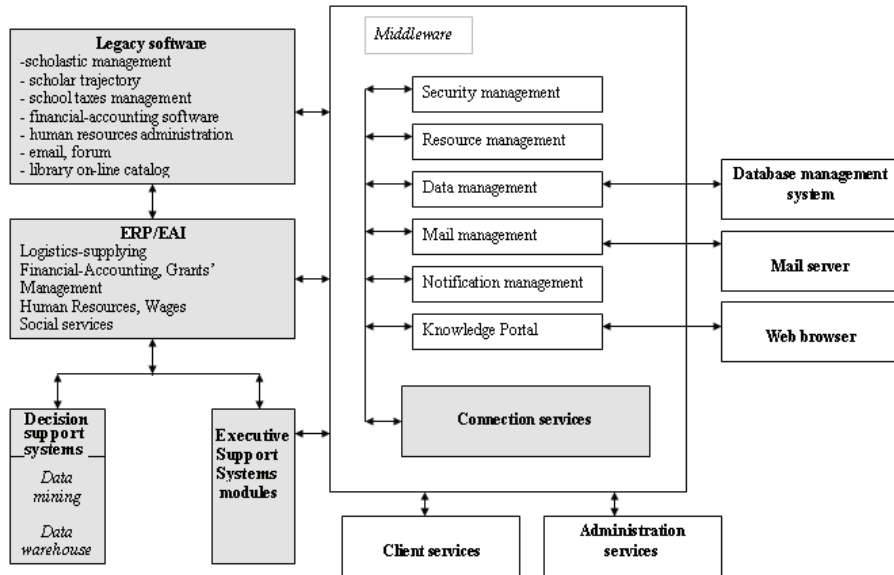 Legacy software
-scholastic management
- scholar trajectory
- school taxes management
- financial-accounting software
- human resources administration
- email, forum
- library on-line catalog
ERP/EAI
Logistics-supplying
Financial-Accounting, Grants’
Management
Human Resources, Wages
Social services
Decision
support
systems
Data
mining
Data
warehouse
Executive
Support
Systems
modules
Middleware
Security management
Resource management
Data management
Mail management
Notification management
Knowledge Portal
Connection services
Database management
system
Mail server
Web browser
Client services
Administration
services